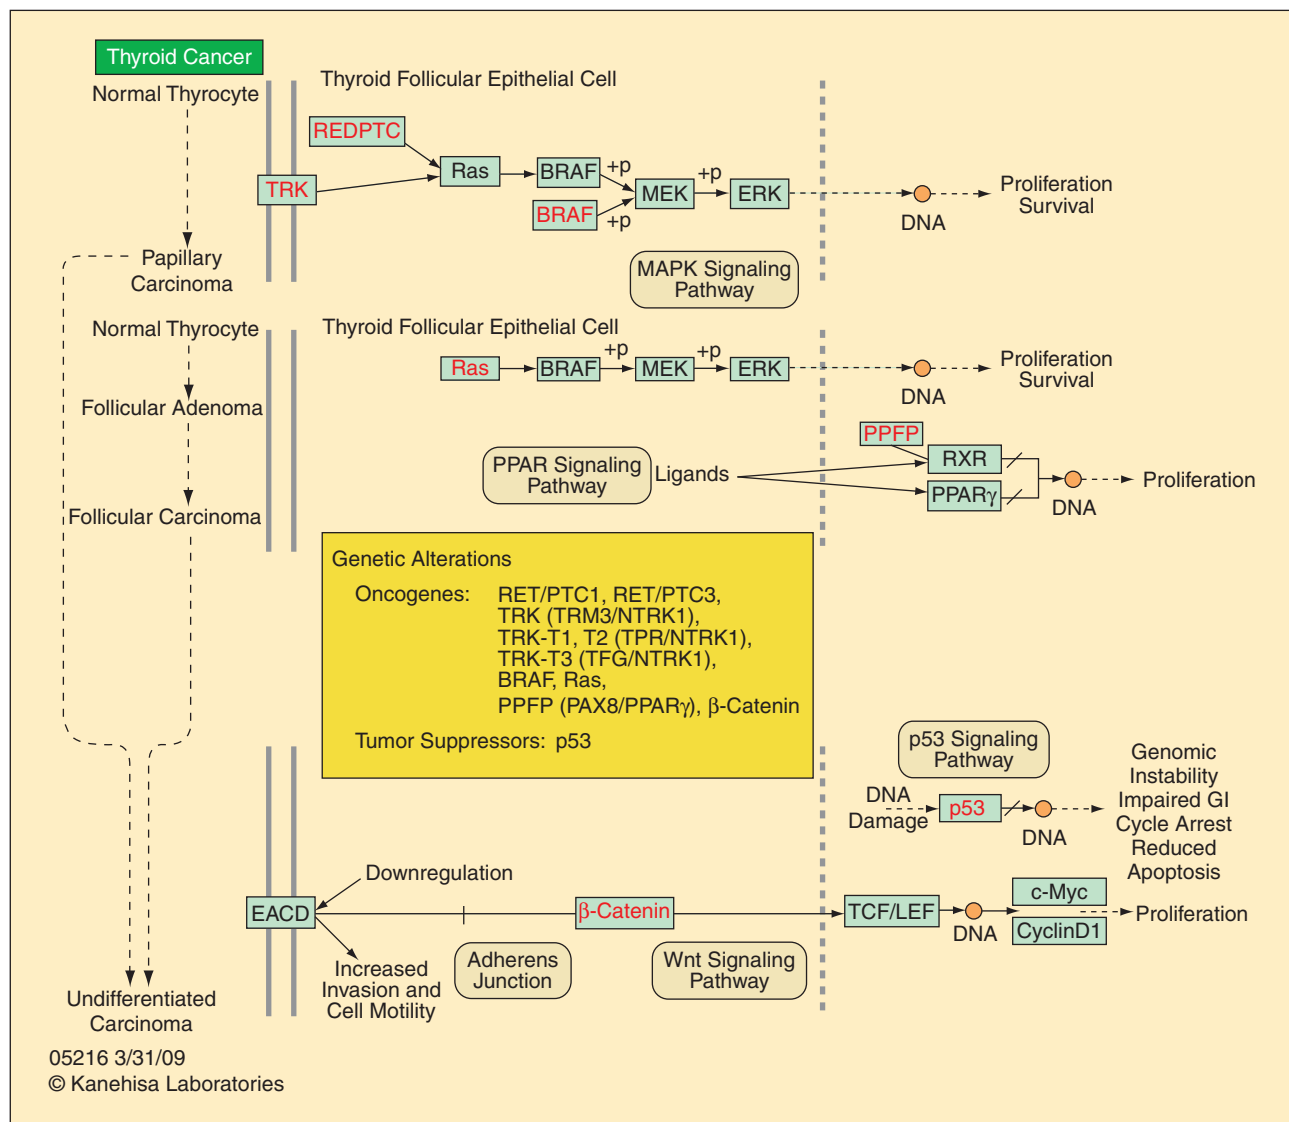 Thyroid Cancer
Normal Thyrocyte
Papillary
Carcinoma
Thyroid Follicular Epithelial Cell
REDPTC
TRK
Ras
BRAF
+p
BRAF
+p
MEK
+p
ERK
DNA
Proliferation
Survival
MAPK Signaling
Pathway
Normal Thyrocyte
Follicular Adenoma
Follicular Carcinoma
Thyroid Follicular Epithelial Cell
Ras
BRAF
+p
MEK
+p
ERK
DNA
Proliferation
Survival
PPAR Signaling
Pathway
Ligands
PPFP
RXR
PPARγ
DNA
Proliferation
Genetic Alterations
Oncogenes: RET/PTC1, RET/PTC3,
TRK (TRM3/NTRK1),
TRK-T1, T2 (TPR/NTRK1),
TRK-T3 (TFG/NTRK1),
BRAF, Ras,
PPFP (PAX8/PPARγ), β-Catenin
Tumor Suppressors: p53
p53 Signaling
Pathway
DNA
Damage
p53
DNA
Genomic
Instability
Impaired GI
Cycle Arrest
Reduced
Apoptosis
Downregulation
EACD
Increased
Invasion and
Cell Motility
Adherens
Junction
β-Catenin
Wnt Signaling
Pathway
TCF/LEF
DNA
c-Myc
CyclinD1
Proliferation
Undifferentiated
Carcinoma
05216 3/31/09
© Kanehisa Laboratories